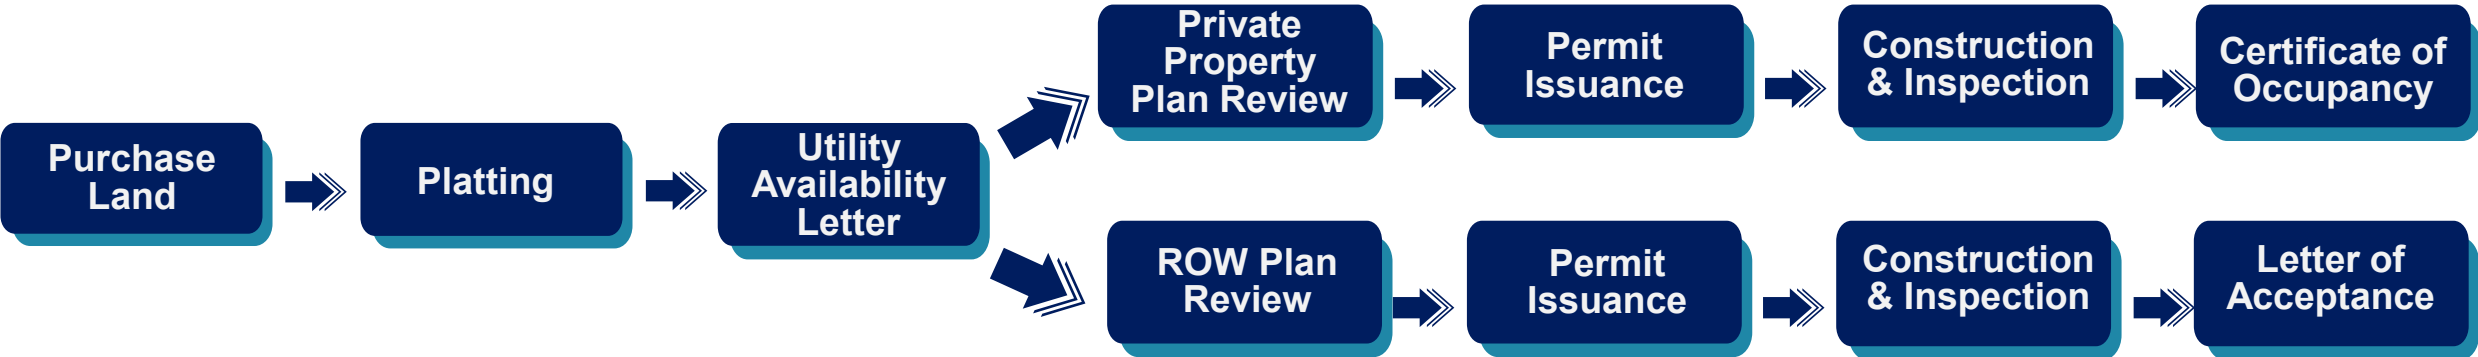 Purchase
Land
Platting
Utility
Availability
Letter
Private
Property
Plan Review
Permit
Issuance
Construction
& Inspection
Certificate of
Occupancy
ROW Plan
Review
Permit
Issuance
Construction
& Inspection
Letter of
Acceptance